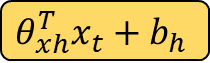 θ_{xh}^T x_t + b_h